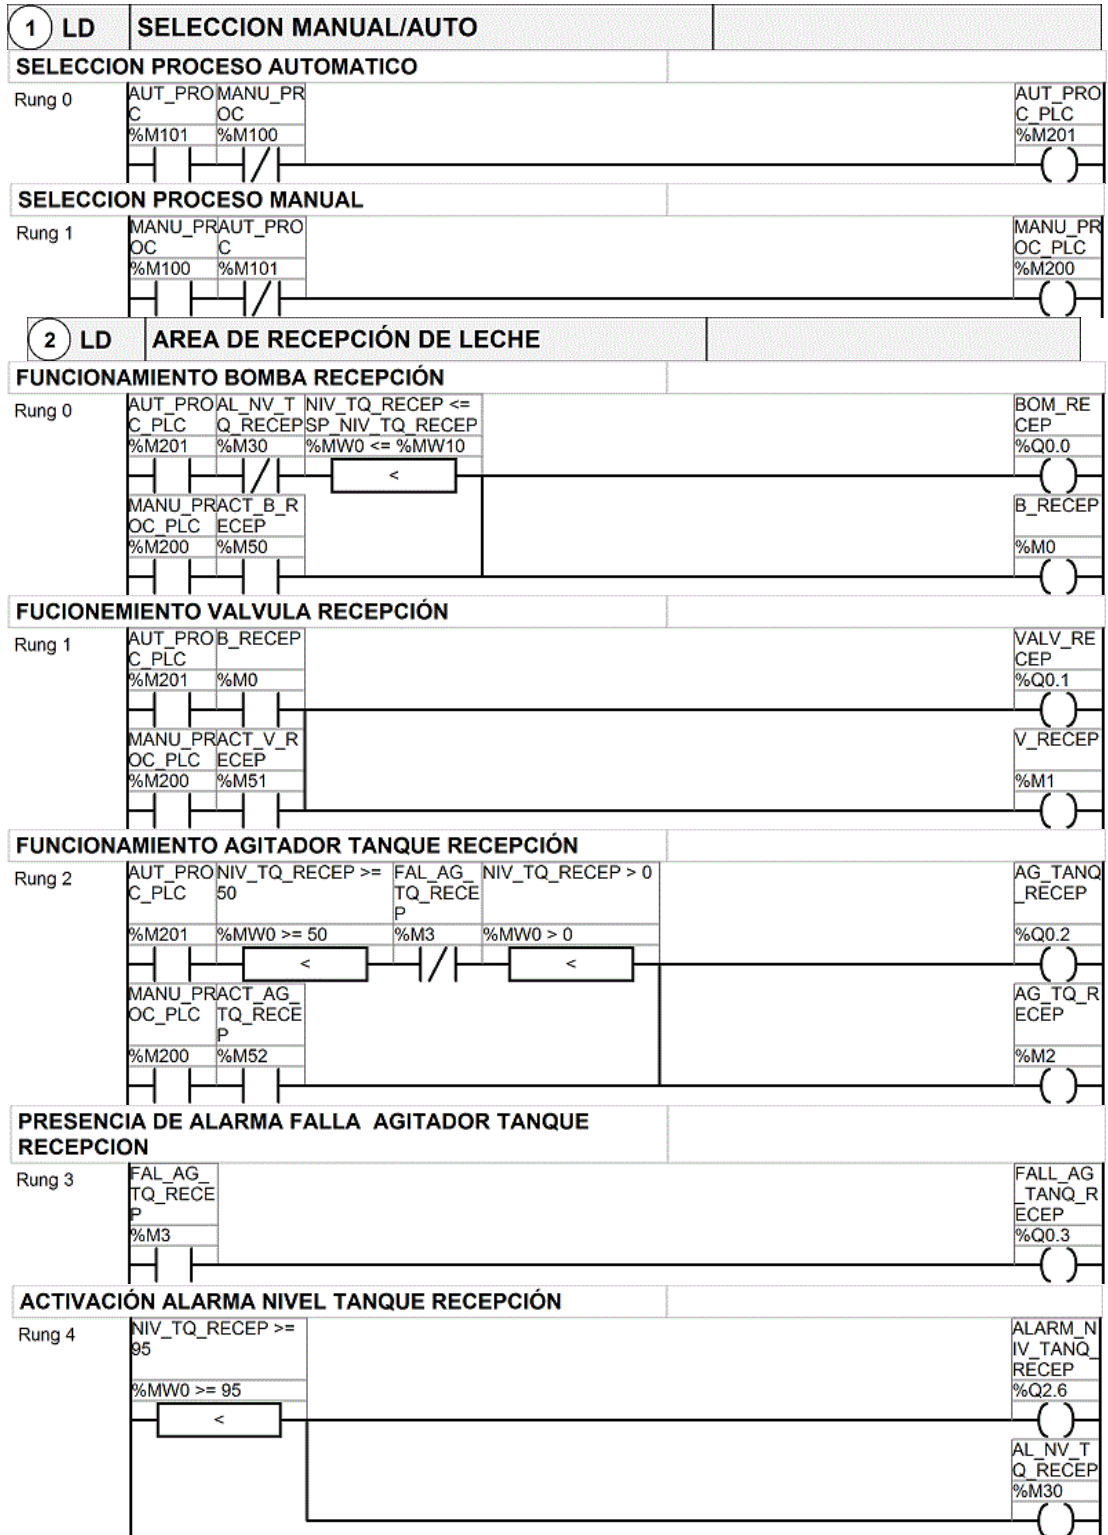 1 LD SELECCION MANUAL/AUTO
SELECCION PROCESO AUTOMATICO
Rung 0
AUT_PRO MANU_PR AUT_PRO
C OC C_PLC
%M101 %M100 %M201
SELECCION PROCESO MANUAL
Rung 1
MANU_PR AUT_PRO MANU_PR
OC C OC_PLC
%M100 %M101 %M200
2 LD AREA DE RECEPCIÓN DE LECHE
FUNCIONAMIENTO BOMBA RECEPCIÓN
Rung 0
AUT_PRO AL_NV_T NIV_TQ_RECEP <= BOM_RE
C_PLC Q_RECEP SP_NIV_TQ_RECEP CEP
%M201 %M30 %MW0 <= %MW10 %Q0.0
<
MANU_PR ACT_B_R B_RECEP
OC_PLC ECEP
%M200 %M50 %M0
FUCIONEMIENTO VALVULA RECEPCIÓN
Rung 1
AUT_PRO B_RECEP VALV_RE
C_PLC CEP
%M201 %M0 %Q0.1
MANU_PR ACT_V_R V_RECEP
OC_PLC ECEP
%M200 %M51 %M1
FUNCIONAMIENTO AGITADOR TANQUE RECEPCIÓN
Rung 2
AUT_PRO NIV_TQ_RECEP >= FAL_AG_ NIV_TQ_RECEP > 0 AG_TANQ
C_PLC 50 TQ_RECE _RECEP
P
%M201 %MW0 >= 50 %M3 %MW0 > 0 %Q0.2
< <
MANU_PR ACT_AG_ AG_TQ_R
OC_PLC TQ_RECE ECEP
P
%M200 %M52 %M2
PRESENCIA DE ALARMA FALLA AGITADOR TANQUE
RECEPCION
Rung 3
FAL_AG_ FALL_AG
TQ_RECE _TANQ_R
P ECEP
%M3 %Q0.3
ACTIVACIÓN ALARMA NIVEL TANQUE RECEPCIÓN
Rung 4
NIV_TQ_RECEP >= ALARM_N
95 IV_TANQ_
RECEP
%MW0 >= 95 %Q2.6
<
AL_NV_T
Q_RECEP
%M30